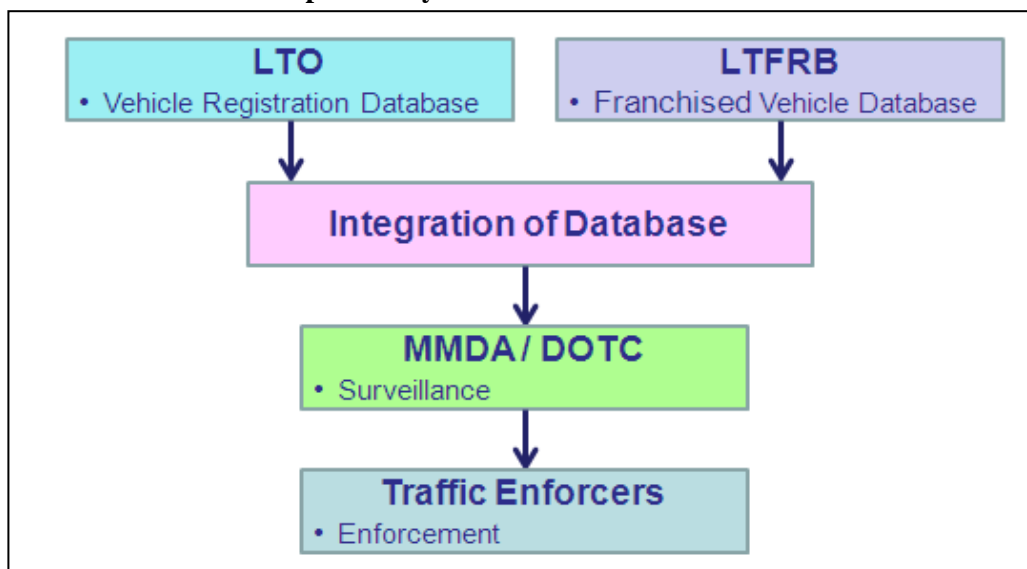 LTO
• Vehicle Registration Database
LTFRB
• Franchised Vehicle Database
Integration of Database
MMDA / DOTC
• Surveillance
Traffic Enforcers
• Enforcement